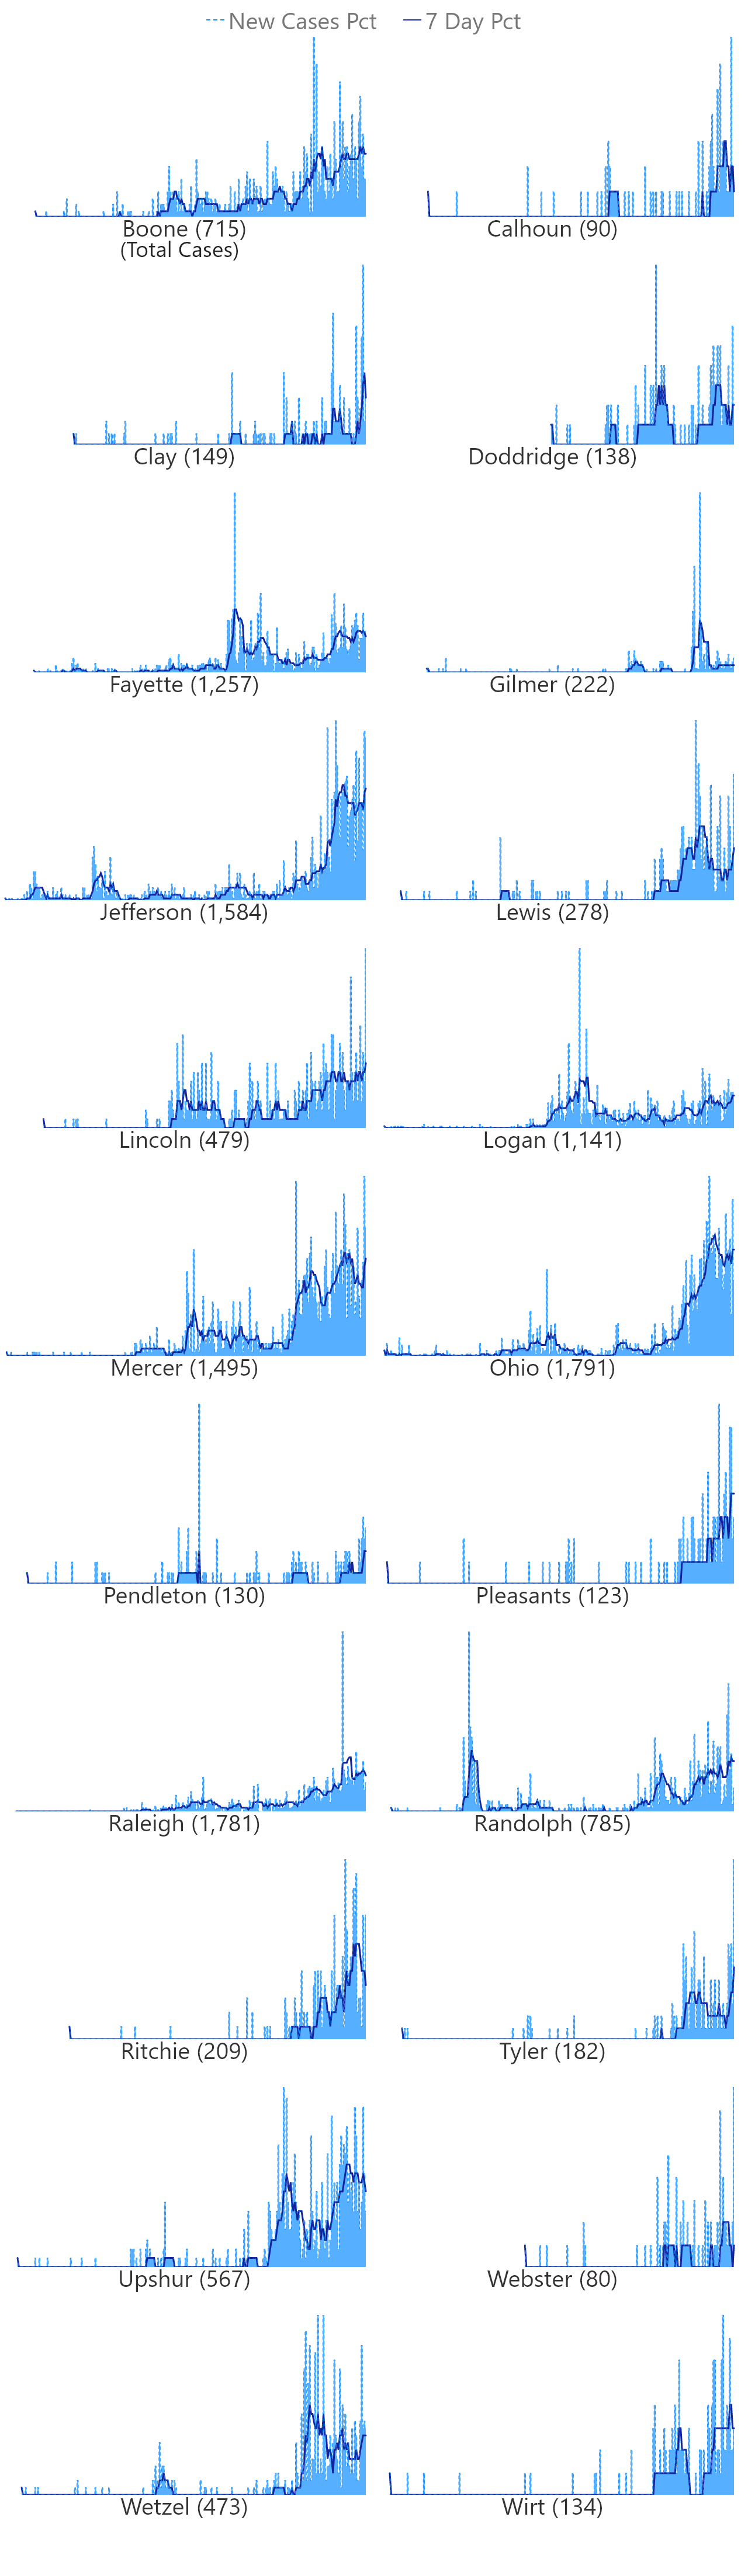 New Cases Pct 7 Day Pct
Boone (715) Calhoun (90)
(Total Cases)
Clay (149) Doddridge (138)
Fayette (1,257) Gilmer (222)
Jefferson (1,584) Lewis (278)
Lincoln (479) Logan (1,141)
Mercer (1,495) Ohio (1,791)
Pendleton (130) Pleasants (123)
Raleigh (1,781) Randolph (785)
Ritchie (209) Tyler (182)
Upshur (567) Webster (80)
Wetzel (473) Wirt (134)